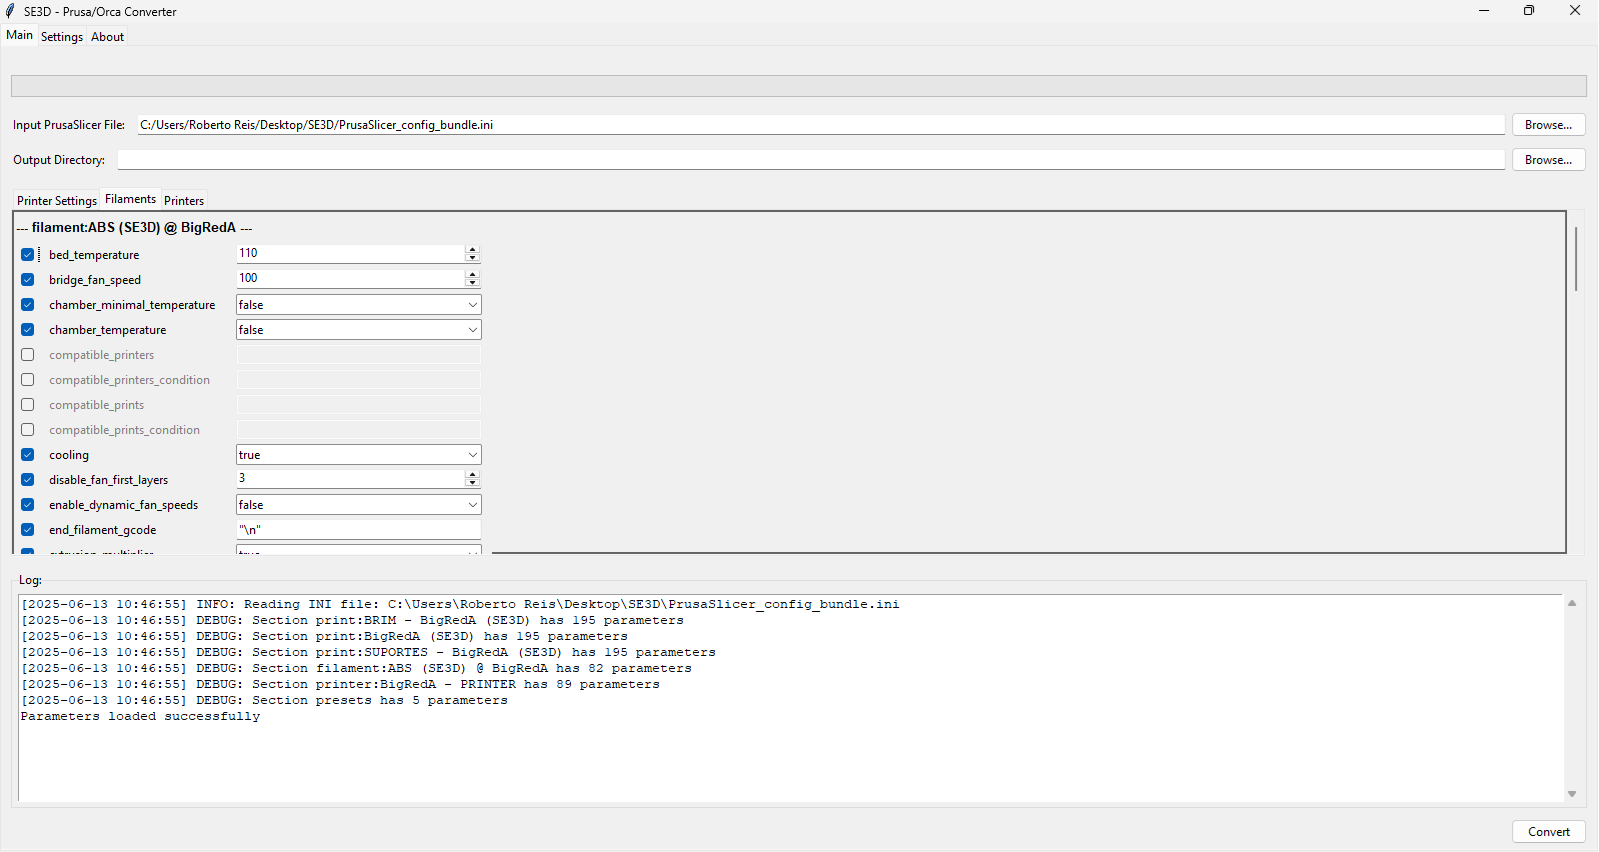 SE3D - Prusa/Orca Converter
Main Settings About
Input PrusaSlicer File: C:/Users/Roberto Reis/Desktop/SE3D/PrusaSlicer_config_bundle.ini Browse...
Output Directory: Browse...
Printer Settings Filaments Printers
--- filament:ABS (SE3D) @ BigRedA ---
bed_temperature 110
bridge_fan_speed 100
chamber_minimal_temperature false
chamber_temperature false
compatible_printers
compatible_printers_condition
compatible_prints
compatible_prints_condition
cooling true
disable_fan_first_layers 3
enable_dynamic_fan_speeds false
end_filament_gcode "\n"
extrusion_multiplier true
Log:
[2025-06-13 10:46:55] INFO: Reading INI file: C:\Users\Roberto Reis\Desktop\SE3D\PrusaSlicer_config_bundle.ini
[2025-06-13 10:46:55] DEBUG: Section print:BRIM - BigRedA (SE3D) has 195 parameters
[2025-06-13 10:46:55] DEBUG: Section print:BigRedA (SE3D) has 195 parameters
[2025-06-13 10:46:55] DEBUG: Section print:SUPORTES - BigRedA (SE3D) has 195 parameters
[2025-06-13 10:46:55] DEBUG: Section filament:ABS (SE3D) @ BigRedA has 82 parameters
[2025-06-13 10:46:55] DEBUG: Section printer:BigRedA - PRINTER has 89 parameters
[2025-06-13 10:46:55] DEBUG: Section presets has 5 parameters
Parameters loaded successfully
Convert